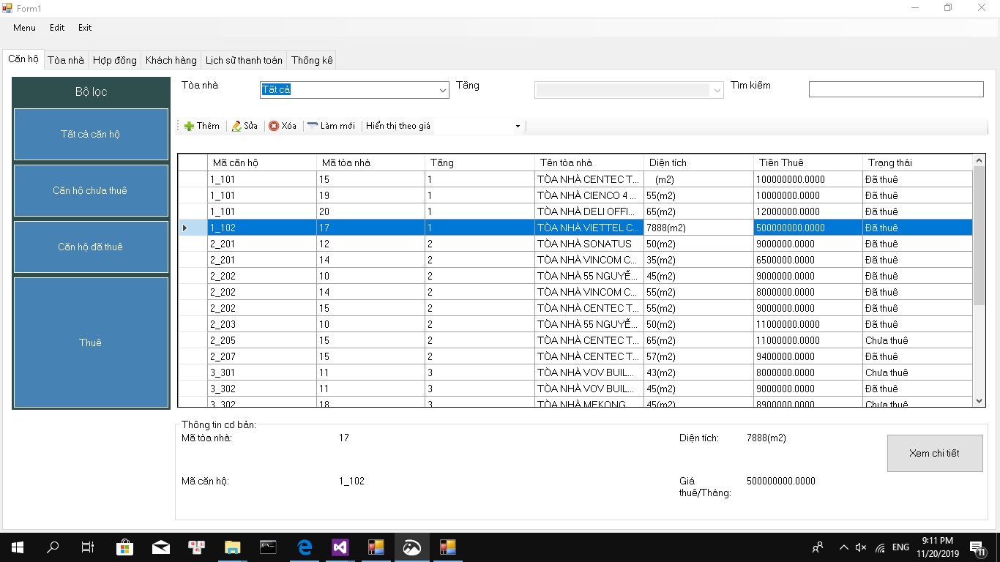 Form1
Menu Edit Exit
Căn hộ Tòa nhà Hợp đồng Khách hàng Lịch sử thanh toán Thống kê
Bộ lọc
Tất cả căn hộ
Căn hộ chưa thuê
Căn hộ đã thuê
Thuê
Tòa nhà Tất cả Tầng Tìm kiếm
Thêm Sửa Xóa Làm mới Hiển thị theo giá
Mã căn hộ Mã tòa nhà Tầng Tên tòa nhà Diện tích Tiền Thuê Trạng thái
1_101 15 1 TÒA NHÀ CENTEC T... (m2) 100000000.0000 Đã thuê
1_101 19 1 TÒA NHÀ CIENCO 4 ... 55(m2) 10000000.0000 Đã thuê
1_101 20 1 TÒA NHÀ DELI OFFI... 65(m2) 12000000.0000 Đã thuê
1_102 17 1 TÒA NHÀ VIETTEL C... 7888(m2) 500000000.0000 Đã thuê
2_201 12 2 TÒA NHÀ SONATUS 50(m2) 9000000.0000 Đã thuê
2_201 14 2 TÒA NHÀ VINCOM C... 35(m2) 6500000.0000 Đã thuê
2_202 10 2 TÒA NHÀ 55 NGUYỄ... 45(m2) 9000000.0000 Đã thuê
2_202 14 2 TÒA NHÀ VINCOM C... 55(m2) 8000000.0000 Đã thuê
2_202 15 2 TÒA NHÀ CENTEC T... 55(m2) 9000000.0000 Đã thuê
2_203 10 2 TÒA NHÀ 55 NGUYỄ... 50(m2) 11000000.0000 Đã thuê
2_205 15 2 TÒA NHÀ CENTEC T... 65(m2) 11000000.0000 Chưa thuê
2_207 15 2 TÒA NHÀ CENTEC T... 57(m2) 9400000.0000 Đã thuê
3_301 11 3 TÒA NHÀ VOV BUIL... 43(m2) 8000000.0000 Chưa thuê
3_302 11 3 TÒA NHÀ VOV BUIL... 45(m2) 9000000.0000 Đã thuê
3_302 18 3 TÒA NHÀ MEKONG 45(m2) 8900000.0000 Chưa thuê
Thông tin cơ bản:
Mã tòa nhà: 17 Diện tích: 7888(m2)
Xem chi tiết
Mã căn hộ: 1_102 Giá
thuê/Tháng: 500000000.0000
ENG 9:11 PM
11/20/2019
11